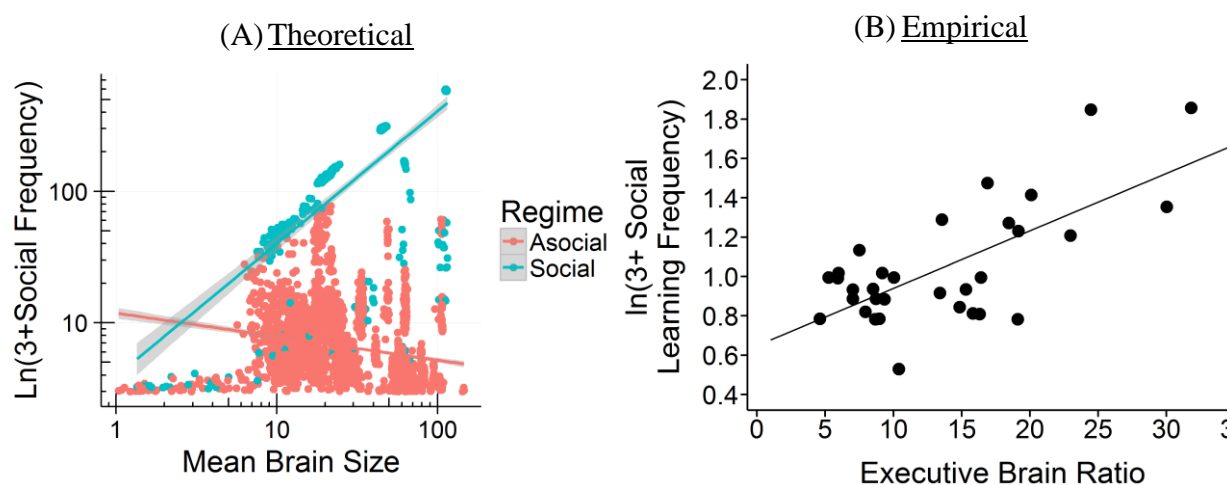 (A) Theoretical
Ln(3+Social Frequency)
100
10
1
10
100
Mean Brain Size
Regime
Asocial
Social
(B) Empirical
ln(3+ Social
Learning Frequency)
2.0
1.8
1.6
1.4
1.2
1.0
0.8
0.6
0.4
0
5
10
15
20
25
30
3
Executive Brain Ratio